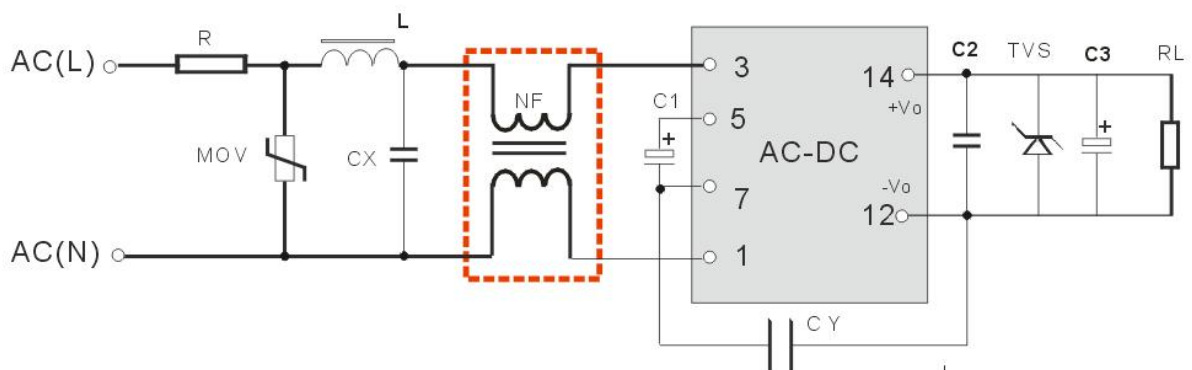 L
R
C2
TVS
C3
RL
AC(L)
NF
C1
3
14
+Vo
5
MOV
CX
AC-DC
7
-Vo
12
AC(N)
1
CY